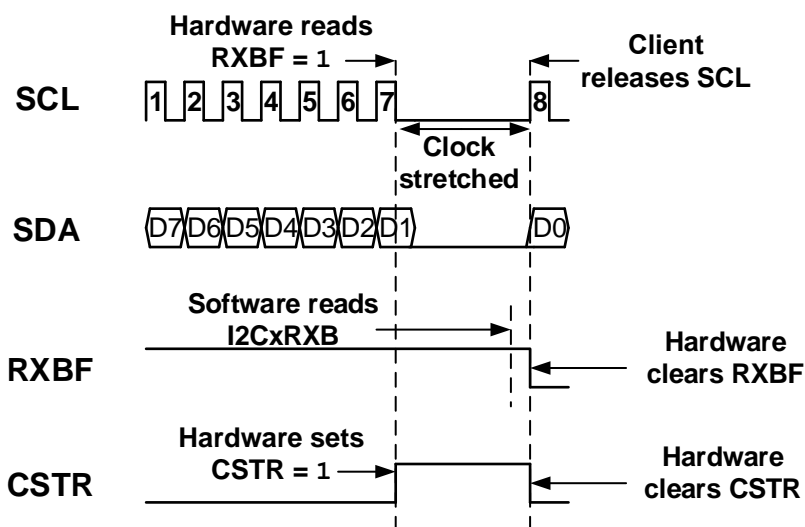 Hardware reads
RXBF = 1
Client
releases SCL
SCL
1 2 3 4 5 6 7 8
Clock
stretched
SDA
D7 D6 D5 D4 D3 D2 D1 D0
Software reads
I2CxRXB
RXBF
Hardware
clears RXBF
Hardware sets
CSTR = 1
CSTR
Hardware
clears CSTR